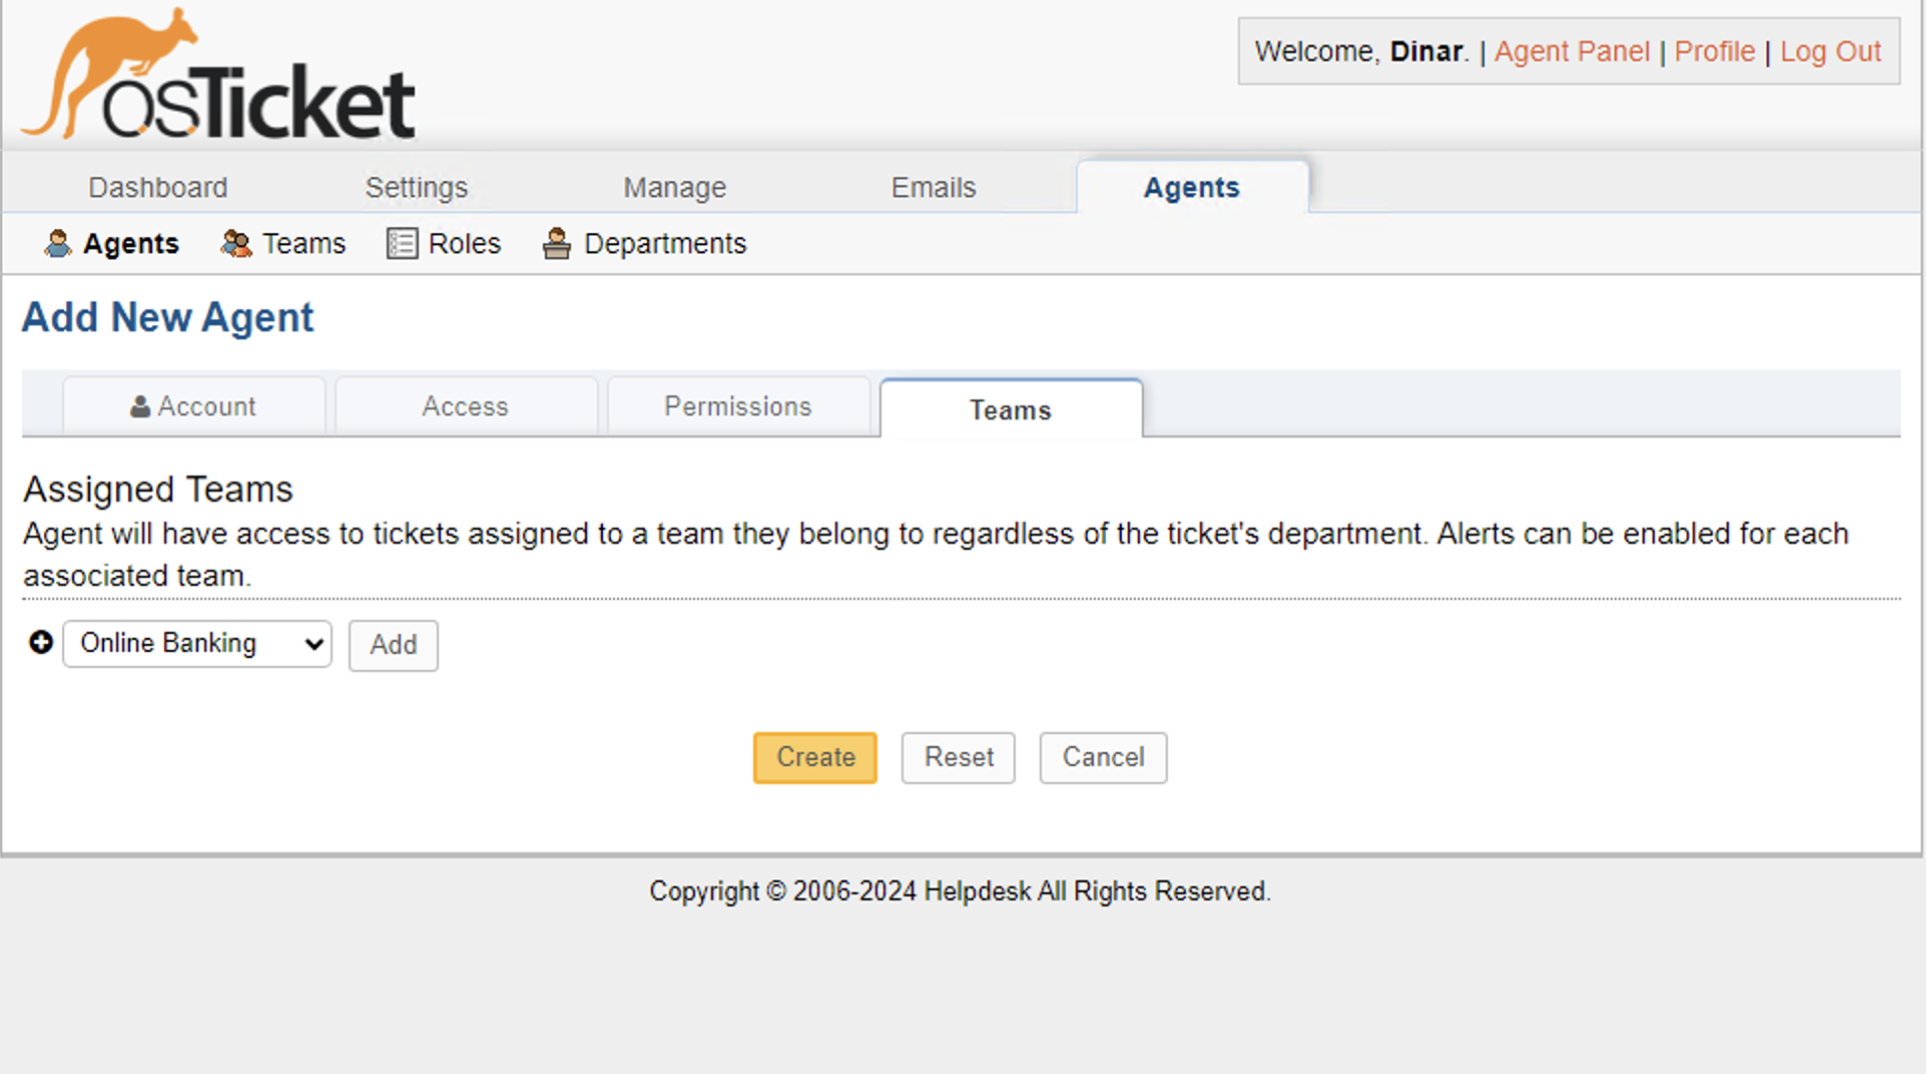 osTicket
Welcome, Dinar. | Agent Panel | Profile | Log Out
Dashboard Settings Manage Emails Agents
Agents Teams Roles Departments
Add New Agent
Account Access Permissions Teams
Assigned Teams
Agent will have access to tickets assigned to a team they belong to regardless of the ticket's department. Alerts can be enabled for each
associated team.
Online Banking Add
Create Reset Cancel
Copyright © 2006-2024 Helpdesk All Rights Reserved.